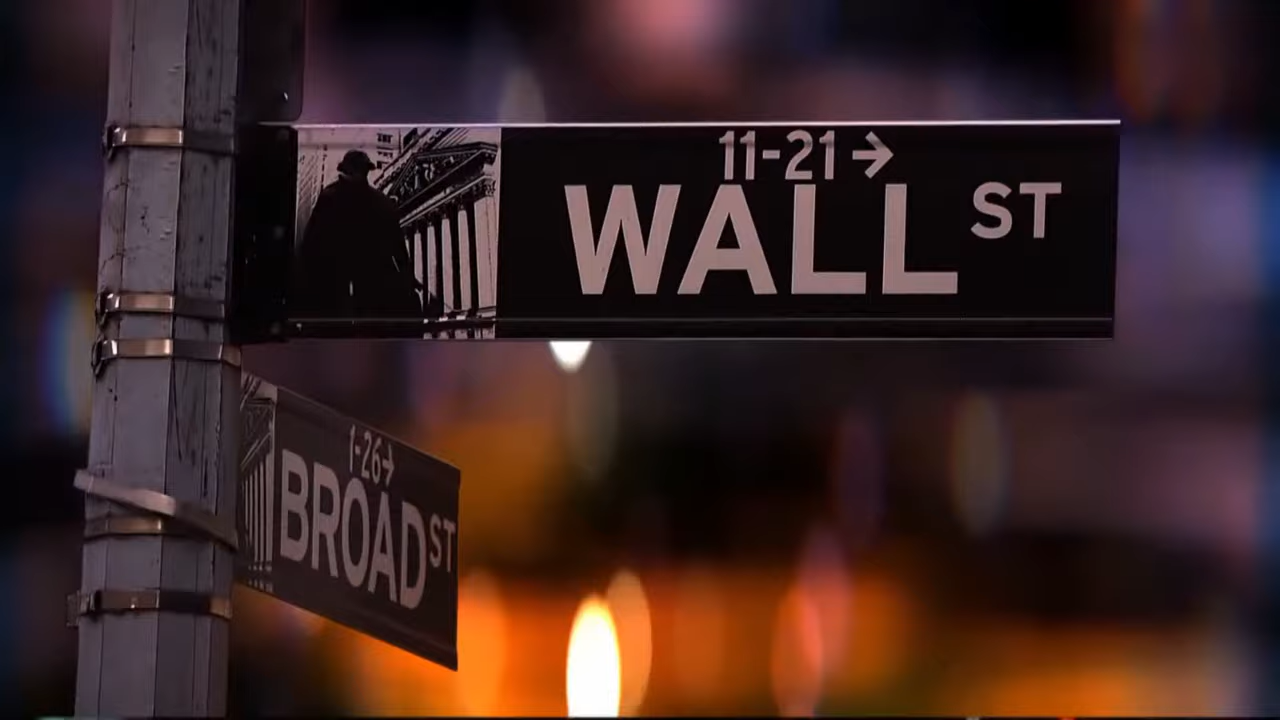 11-21 →
WALL ST
1-26 →
BROAD ST